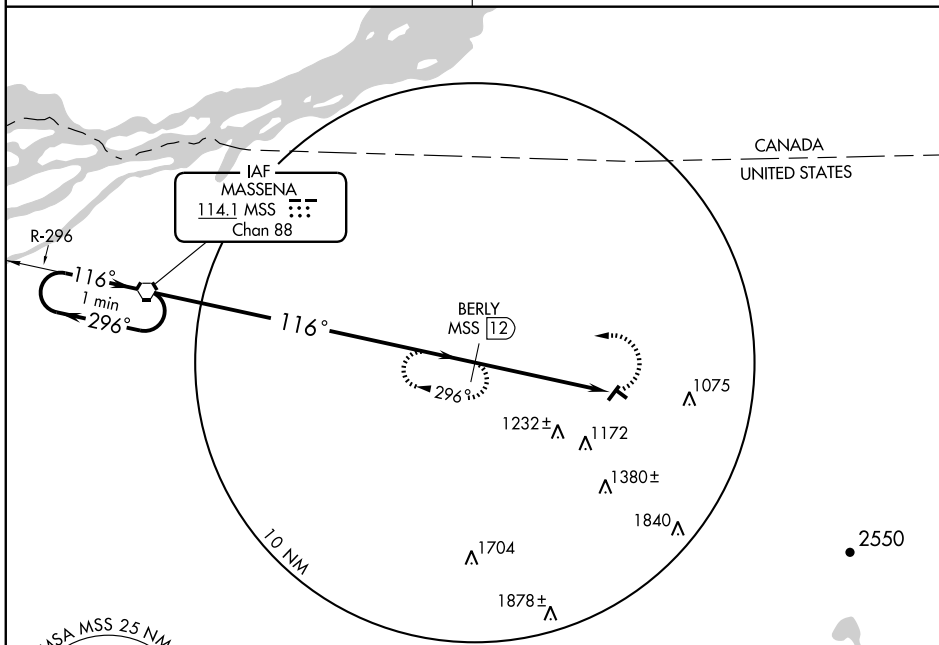 CANADA
UNITED STATES
IAF
MASSENA
114.1 MSS
Chan 88
R-296
116°
1 min
296°
116°
BERLY
MSS 12
296°
1075
1232±
1172
1380±
1840
2550
1704
10 NM
1878±
MSA MSS 25 NM